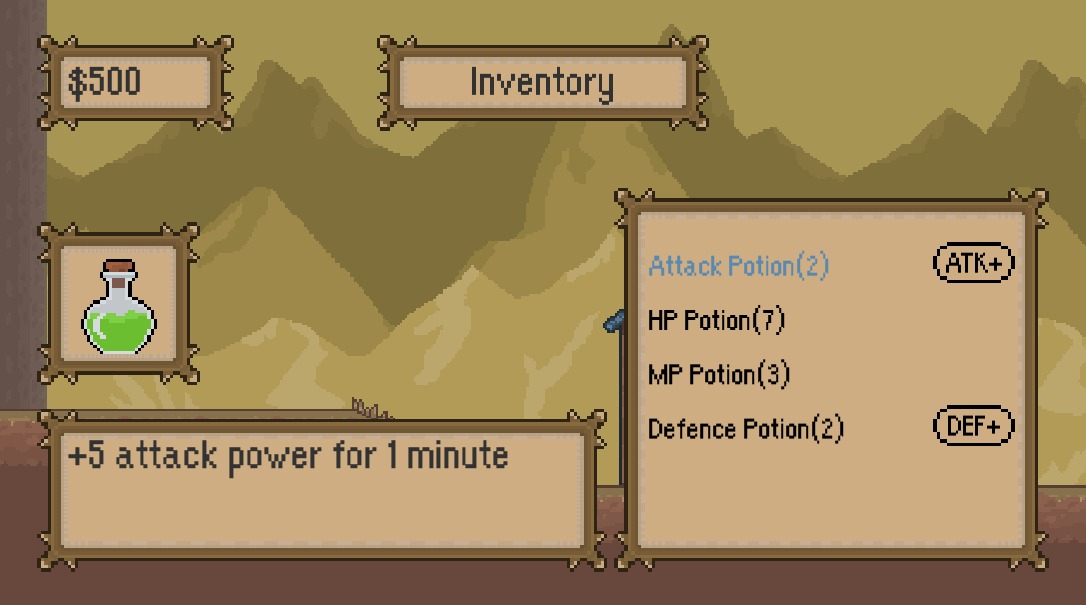 $500
Inventory
Attack Potion(2) ATK+
HP Potion(7)
MP Potion(3)
Defence Potion(2) DEF+
+5 attack power for 1 minute